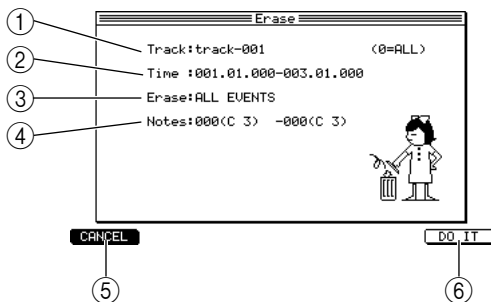 Erase
① Track:track-001 (0=ALL)
② Time :001.01.000-003.01.000
③ Erase:ALL EVENTS
④ Notes:000(C 3) -000(C 3)
CANCEL DO IT
⑤ ⑥